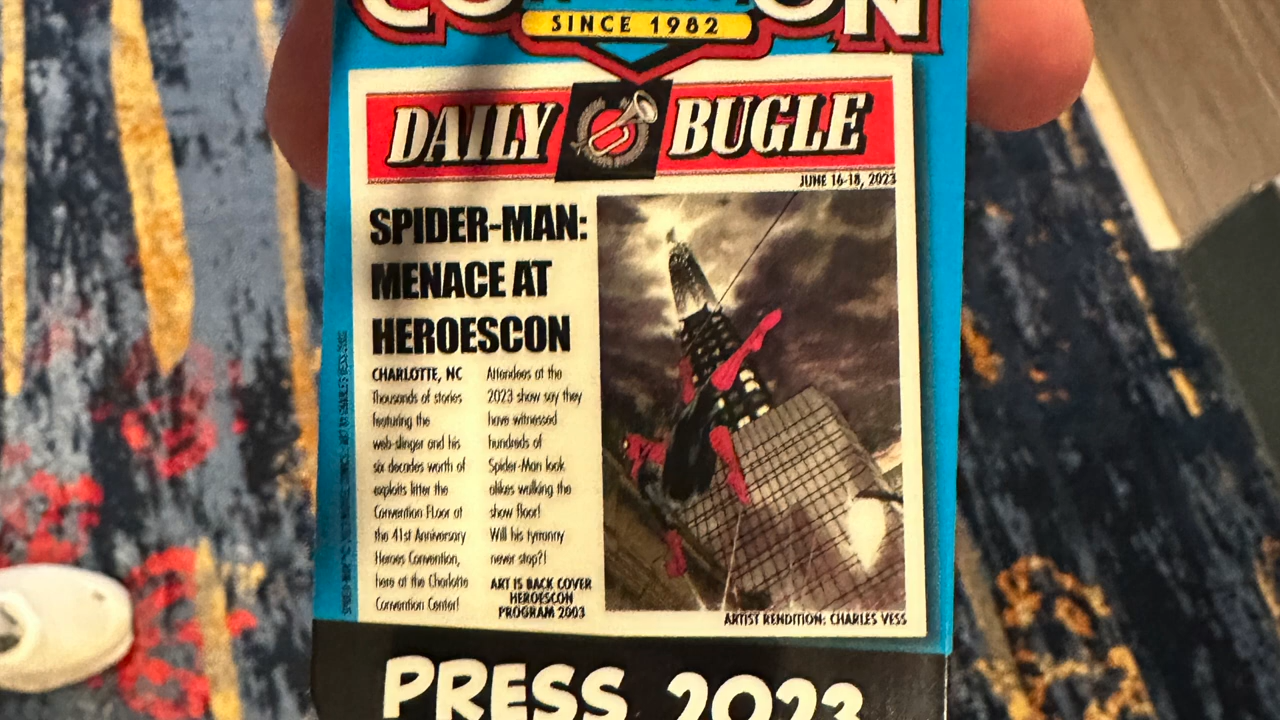 SINCE 1982
DAILY BUGLE
JUNE 16-18, 2023
SPIDER-MAN:
MENACE AT
HEROESCON
CHARLOTTE, NC
Thousands of stories
featuring the
web-slinger and his
six decades worth of
exploits litter the
Convention Floor at
the 41st Anniversary
Heroes Convention,
here at the Charlotte
Convention Center!
Attendees at the
2023 show say they
have witnessed
hundreds of
Spider-Man look
alikes walking the
show floor!
Will his tyranny
never stop?!
ART IS BACK COVER
HEROESCON
PROGRAM 2003
ARTIST RENDITION: CHARLES VESS
PRESS 2023